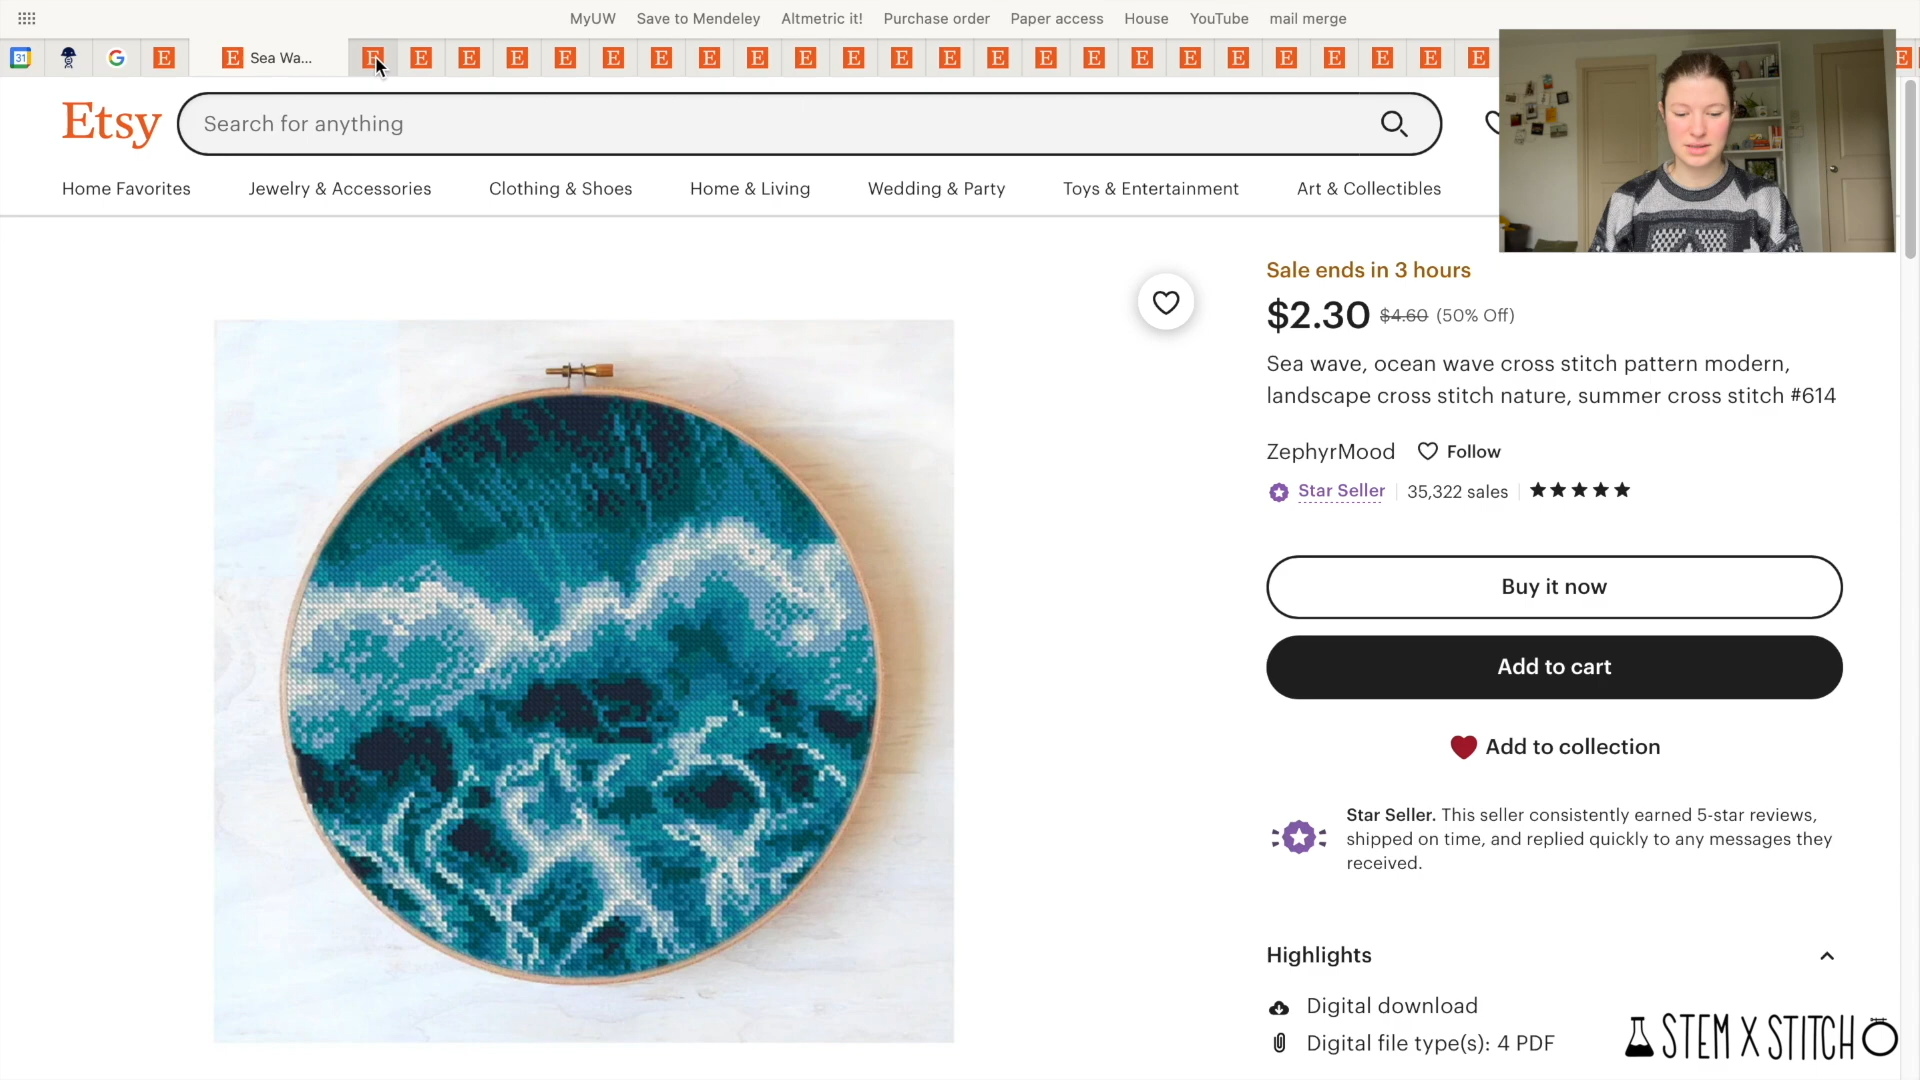 MyUW Save to Mendeley Altmetric it! Purchase order Paper access House YouTube mail merge
31 G E E Sea Wa... E E E E E E E E E E E E E E E E E E E E E E E E E
Etsy Search for anything
Home Favorites Jewelry & Accessories Clothing & Shoes Home & Living Wedding & Party Toys & Entertainment Art & Collectibles
Sale ends in 3 hours
$2.30 $4.60 (50% Off)
Sea wave, ocean wave cross stitch pattern modern,
landscape cross stitch nature, summer cross stitch #614
ZephyrMood Follow
Star Seller 35,322 sales
Buy it now
Add to cart
Add to collection
Star Seller. This seller consistently earned 5-star reviews,
shipped on time, and replied quickly to any messages they
received.
Highlights
Digital download
Digital file type(s): 4 PDF
STEM X STITCH